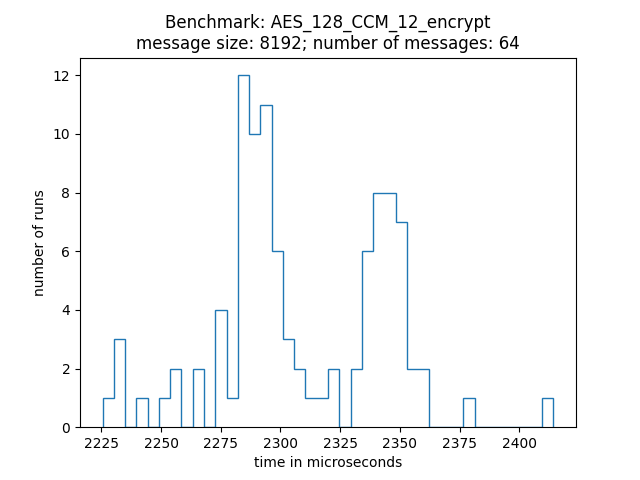 Benchmark: AES_128_CCM_12_encrypt
message size: 8192; number of messages: 64
12
10
8
6
4
2
0
number of runs
2225 2250 2275 2300 2325 2350 2375 2400
time in microseconds